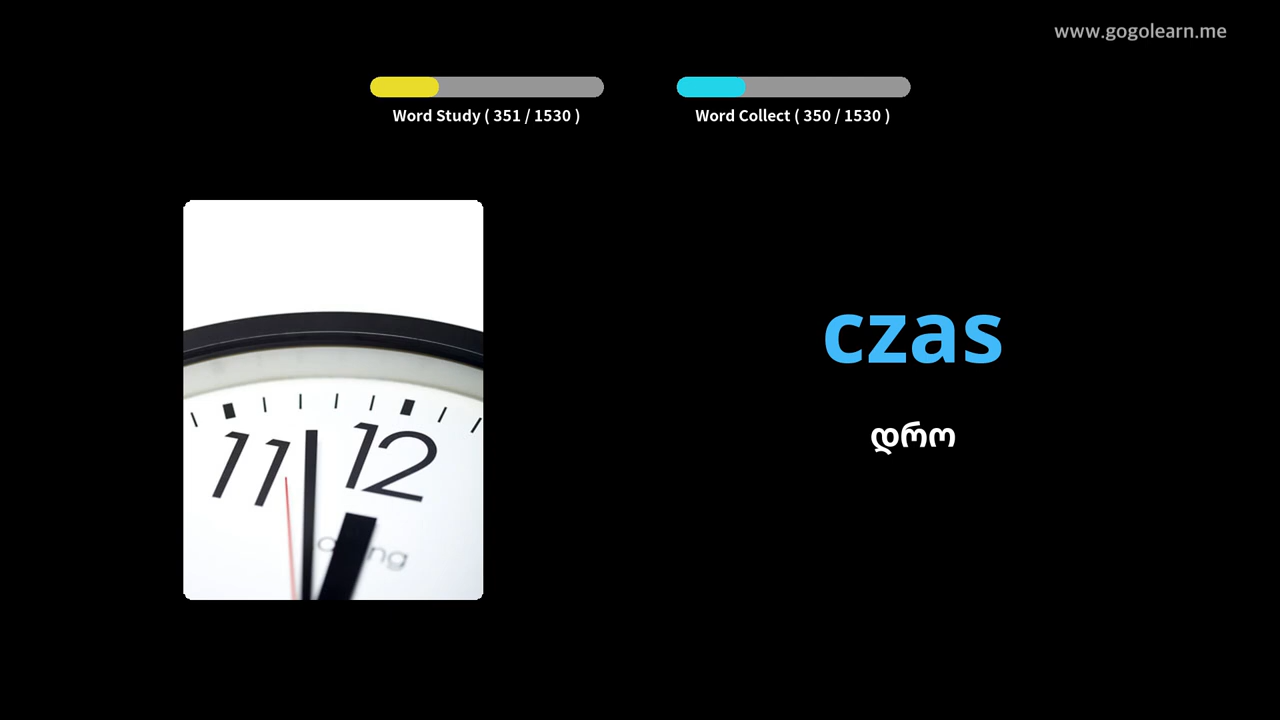 www.gogolearn.me
Word Study ( 351 / 1530 )
Word Collect ( 350 / 1530 )
11 12
czas
დრო